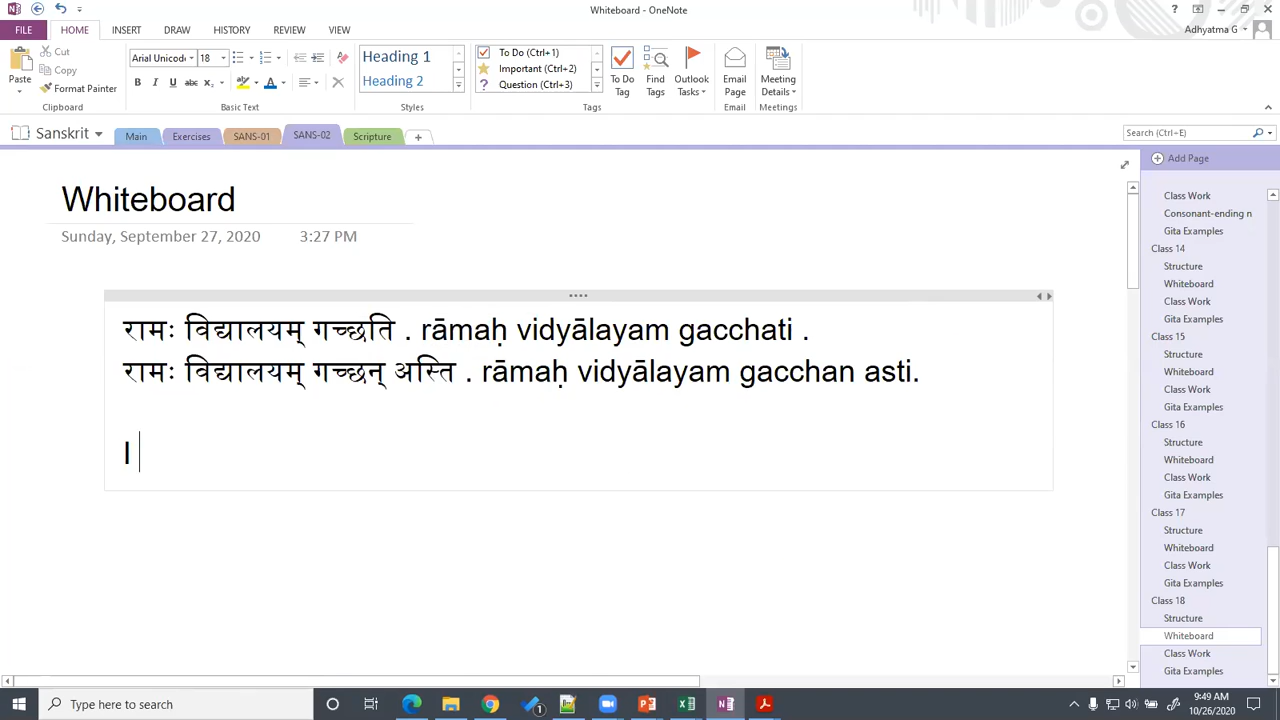 Whiteboard - OneNote
FILE HOME INSERT DRAW HISTORY REVIEW VIEW
Adhyatma G
Paste
Cut
Copy
Format Painter
Clipboard
Arial Unicode 18
B I U abc x₂
A
Basic Text
Heading 1
Heading 2
Styles
To Do (Ctrl+1)
Important (Ctrl+2)
? Question (Ctrl+3)
To Do Tag
Find Tags
Outlook Tasks
Tags
Email Page
Email
Meeting Details
Meetings
Sanskrit
Main Exercises SANS-01 SANS-02 Scripture +
Search (Ctrl+E)
Whiteboard
Sunday, September 27, 2020 3:27 PM
रामः विद्यालयम् गच्छति . rāmaḥ vidyālayam gacchati .
रामः विद्यालयम् गच्छन् अस्ति . rāmaḥ vidyālayam gacchan asti.
I
Add Page
Class Work
Consonant-ending n
Gita Examples
Class 14
Structure
Whiteboard
Class Work
Gita Examples
Class 15
Structure
Whiteboard
Class Work
Gita Examples
Class 16
Structure
Whiteboard
Class Work
Gita Examples
Class 17
Structure
Whiteboard
Class Work
Gita Examples
Class 18
Structure
Whiteboard
Class Work
Gita Examples
Type here to search
9:49 AM
10/26/2020